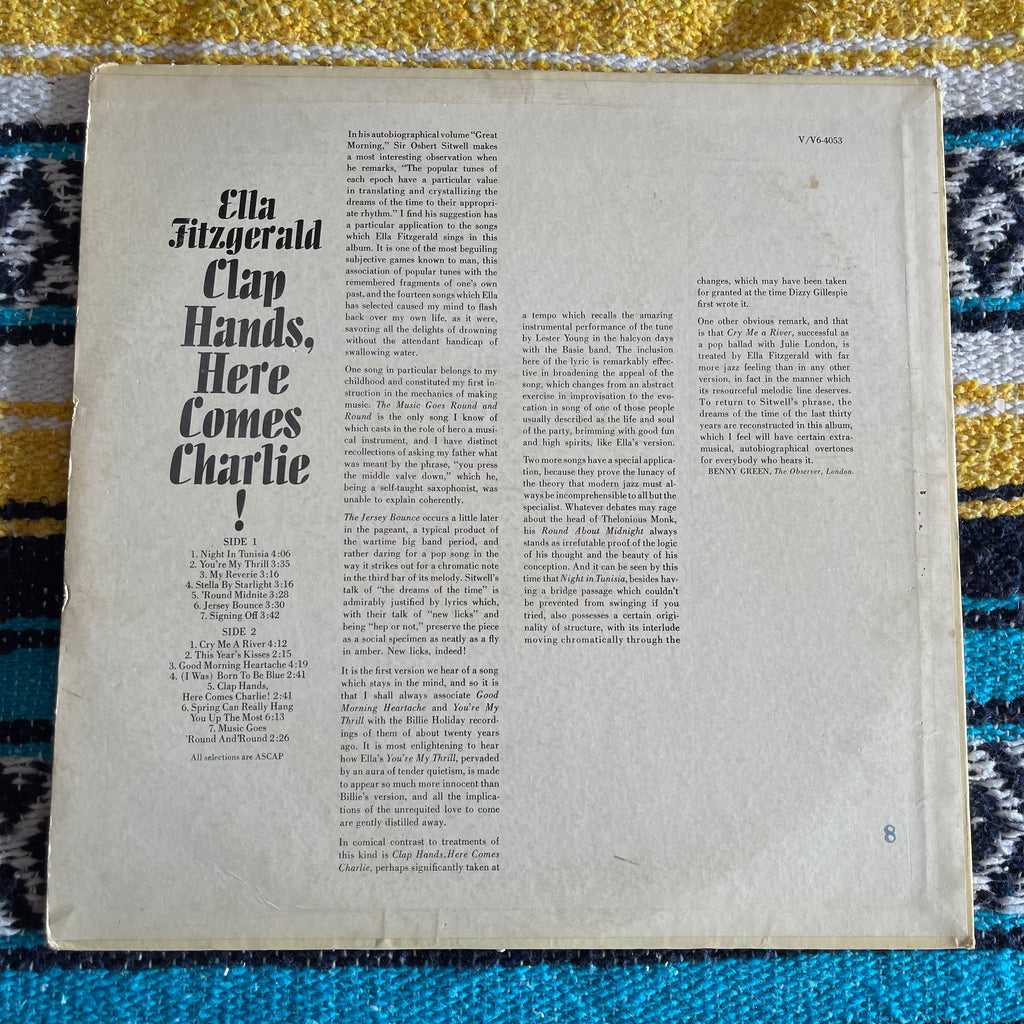 Ella
Fitzgerald
Clap
Hands,
Here
Comes
Charlie
!
SIDE 1
1. Night In Tunisia 4:06
2. You're My Thrill 3:35
3. My Reverie 3:16
4. Stella By Starlight 3:16
5. 'Round Midnite 3:28
6. Jersey Bounce 3:30
7. Signing Off 3:42
SIDE 2
1. Cry Me A River 4:12
2. This Year's Kisses 2:15
3. Good Morning Heartache 4:19
4. (I Was) Born To Be Blue 2:41
5. Clap Hands,
Here Comes Charlie! 2:41
6. Spring Can Really Hang
You Up The Most 6:13
7. Music Goes
'Round And 'Round 2:26
All selections are ASCAP
In his autobiographical volume "Great
Morning," Sir Osbert Sitwell makes
a most interesting observation when
he remarks, "The popular tunes of
each epoch have a particular value
in translating and crystallizing the
dreams of the time to their appropri-
ate rhythm." I find his suggestion has
a particular application to the songs
which Ella Fitzgerald sings in this
album. It is one of the most beguiling
subjective games known to man, this
association of popular tunes with the
remembered fragments of one's own
past, and the fourteen songs which Ella
has selected caused my mind to flash
back over my own life, as it were,
savoring all the delights of drowning
without the attendant handicap of
swallowing water.
One song in particular belongs to my
childhood and constituted my first in-
struction in the mechanics of making
music. The Music Goes Round and
Round is the only song I know of
which casts in the role of hero a musi-
cal instrument, and I have distinct
recollections of asking my father what
was meant by the phrase, "you press
the middle valve down," which he,
being a self-taught saxophonist, was
unable to explain coherently.
The Jersey Bounce occurs a little later
in the pageant, a typical product of
the wartime big band period, and
rather daring for a pop song in the
way it strikes out for a chromatic note
in the third bar of its melody. Sitwell's
talk of "the dreams of the time" is
admirably justified by lyrics which,
with their talk of "new licks" and
being "hep or not," preserve the piece
as a social specimen as neatly as a fly
in amber. New licks, indeed!
It is the first version we hear of a song
which stays in the mind, and so it is
that I shall always associate Good
Morning Heartache and You're My
Thrill with the Billie Holiday record-
ings of them of about twenty years
ago. It is most enlightening to hear
how Ella's You're My Thrill, pervaded
by an aura of tender quietism, is made
to appear so much more innocent than
Billie's version, and all the implica-
tions of the unrequited love to come
are gently distilled away.
In comical contrast to treatments of
this kind is Clap Hands, Here Comes
Charlie, perhaps significantly taken at
a tempo which recalls the amazing
instrumental performance of the tune
by Lester Young in the halcyon days
with the Basie band. The inclusion
here of the lyric is remarkably effec-
tive in broadening the appeal of the
song, which changes from an abstract
exercise in improvisation to the evo-
cation in song of one of those people
usually described as the life and soul
of the party, brimming with good fun
and high spirits, like Ella's version.
Two more songs have a special applica-
tion, because they prove the lunacy of
the theory that modern jazz must al-
ways be incomprehensible to all but the
specialist. Whatever debates may rage
about the head of Thelonious Monk,
his Round About Midnight always
stands as irrefutable proof of the logic
of his thought and the beauty of his
conception. And it can be seen by this
time that Night in Tunisia, besides hav-
ing a bridge passage which couldn't
be prevented from swinging if you
tried, also possesses a certain origi-
nality of structure, with its interlude
moving chromatically through the
V/V6-4053
changes, which may have been taken
for granted at the time Dizzy Gillespie
first wrote it.
One other obvious remark, and that
is that Cry Me a River, successful as
a pop ballad with Julie London, is
treated by Ella Fitzgerald with far
more jazz feeling than in any other
version, in fact in the manner which
its resourceful melodic line deserves.
To return to Sitwell's phrase, the
dreams of the time of the last thirty
years are reconstructed in this album,
which I feel will have certain extra-
musical, autobiographical overtones
for everybody who hears it.
BENNY GREEN, The Observer, London.
8